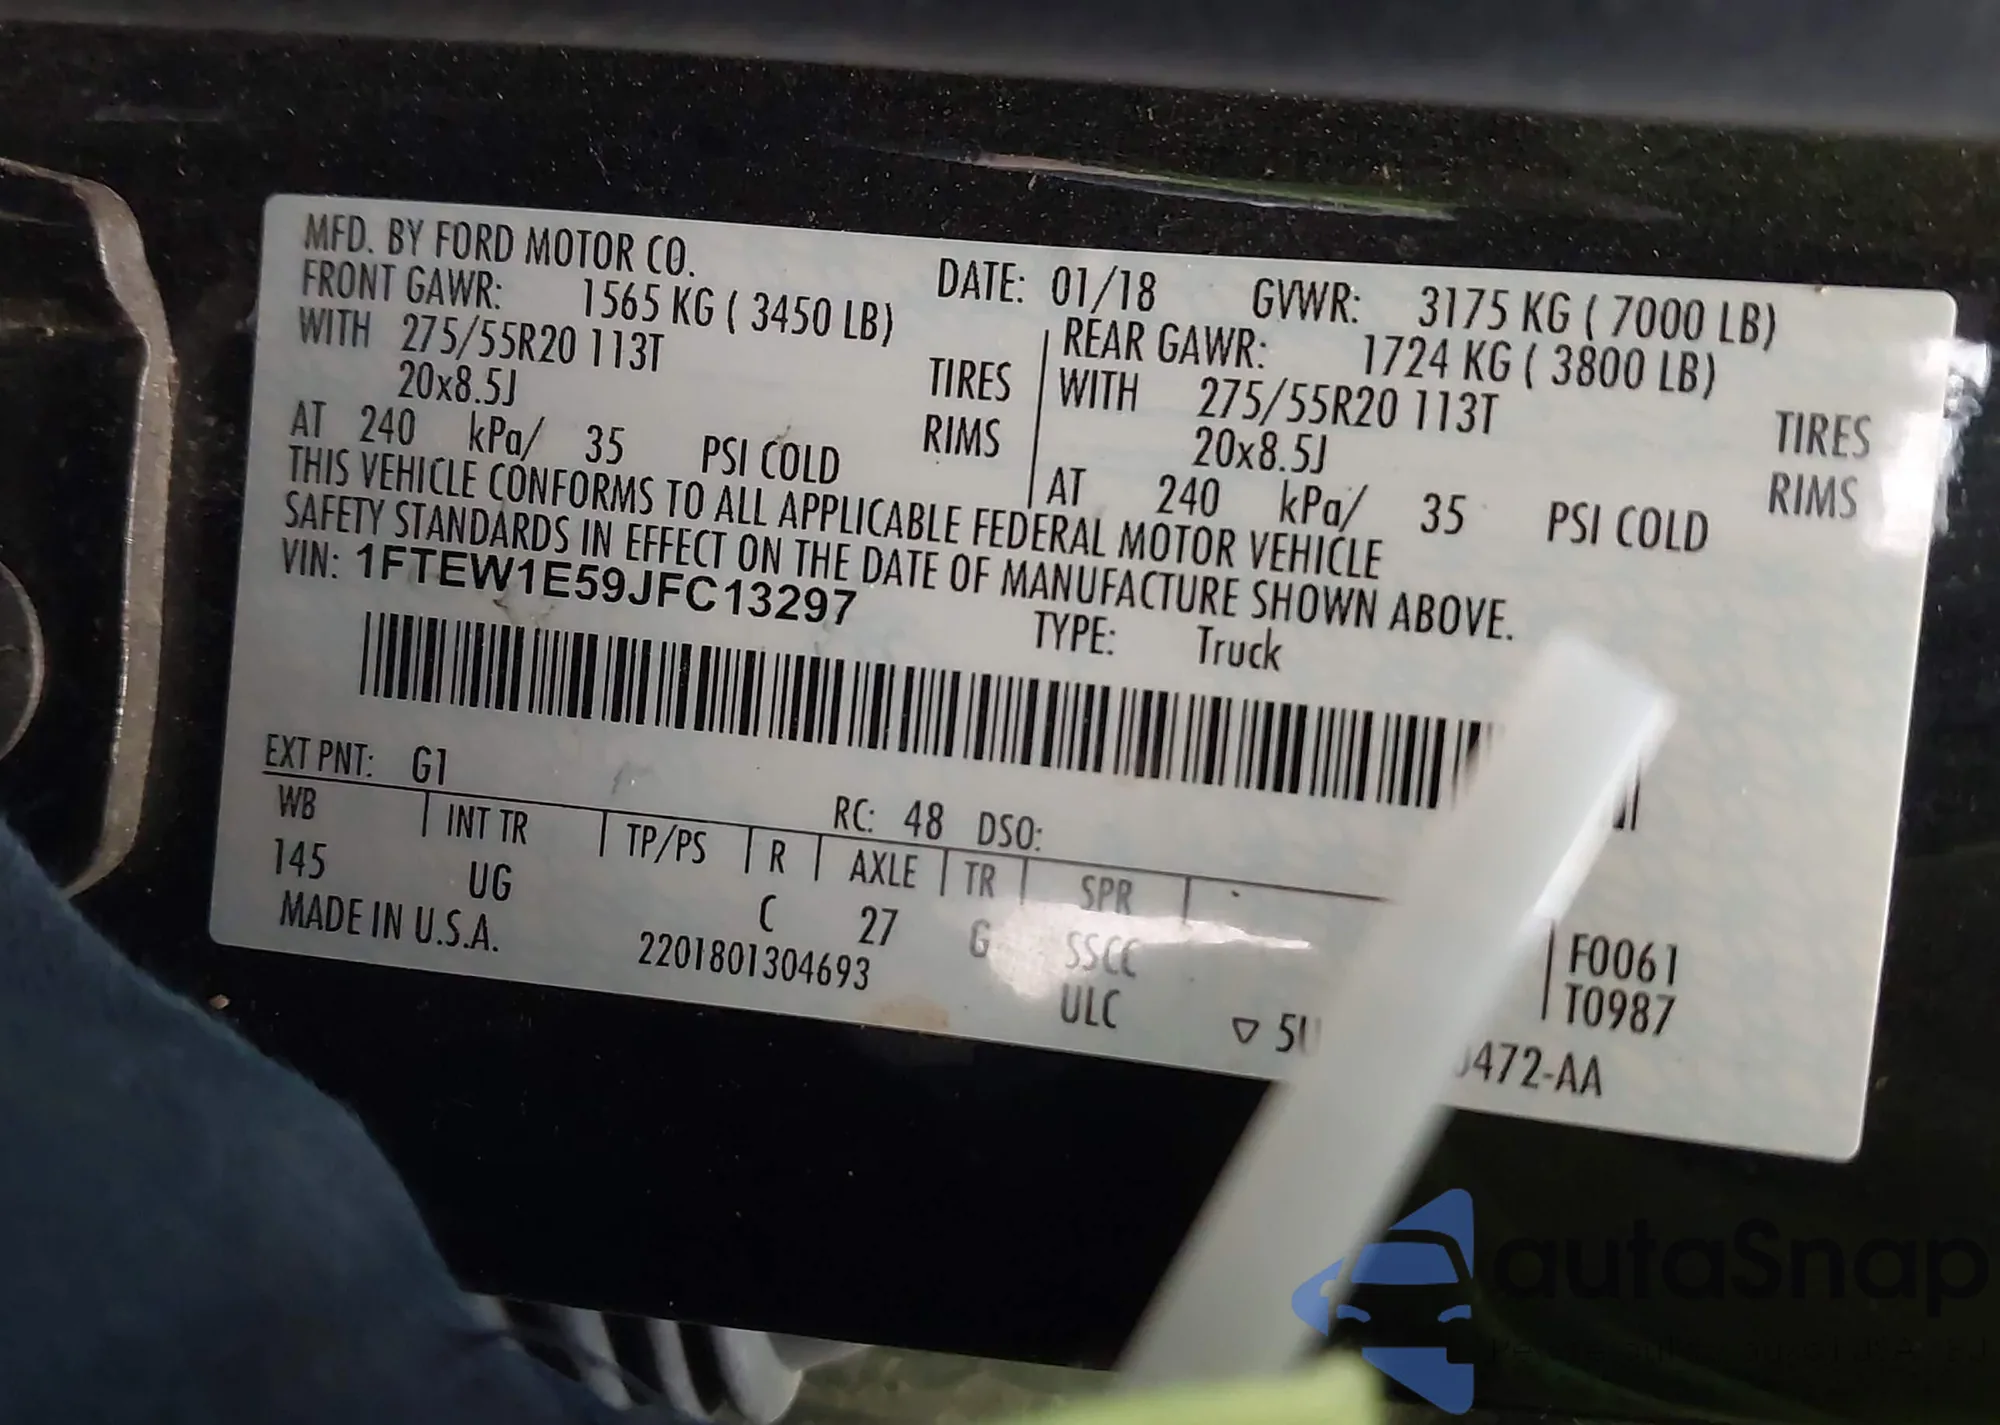 MFD. BY FORD MOTOR CO. DATE: 01/18 GVWR: 3175 KG ( 7000 LB)
FRONT GAWR: 1565 KG ( 3450 LB) REAR GAWR: 1724 KG ( 3800 LB)
WITH 275/55R20 113T TIRES WITH 275/55R20 113T TIRES
20x8.5J RIMS 20x8.5J RIMS
AT 240 kPa/ 35 PSI COLD AT 240 kPa/ 35 PSI COLD
THIS VEHICLE CONFORMS TO ALL APPLICABLE FEDERAL MOTOR VEHICLE
SAFETY STANDARDS IN EFFECT ON THE DATE OF MANUFACTURE SHOWN ABOVE.
VIN: 1FTEW1E59JFC13297 TYPE: Truck
EXT PNT: G1 RC: 48 DSO:
WB INT TR TP/PS R AXLE TR SPR
145 UG C 27 G SSCC F0061
MADE IN U.S.A. 2201801304693 ULC T0987
▽ 5U 472-AA
autaSnap